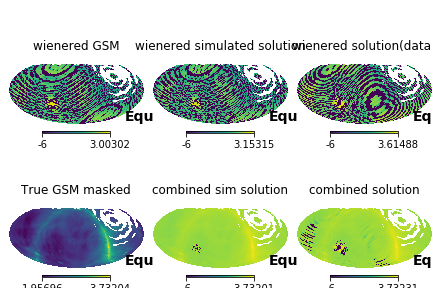 wienered GSM wienered simulated solution wienered solution(data
Equ Equ Equ
-6 3.00302 -6 3.15315 -6 3.61488
True GSM masked combined sim solution combined solution
Equ Equ Equ
1.95696 3.73204 -6 3.73201 -6 3.73231